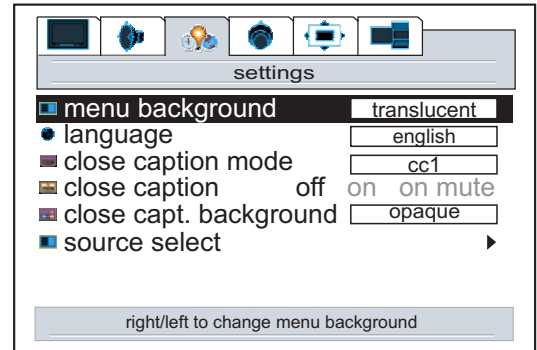 settings
menu background translucent
language english
close caption mode cc1
close caption off on on mute
close capt. background opaque
source select
right/left to change menu background